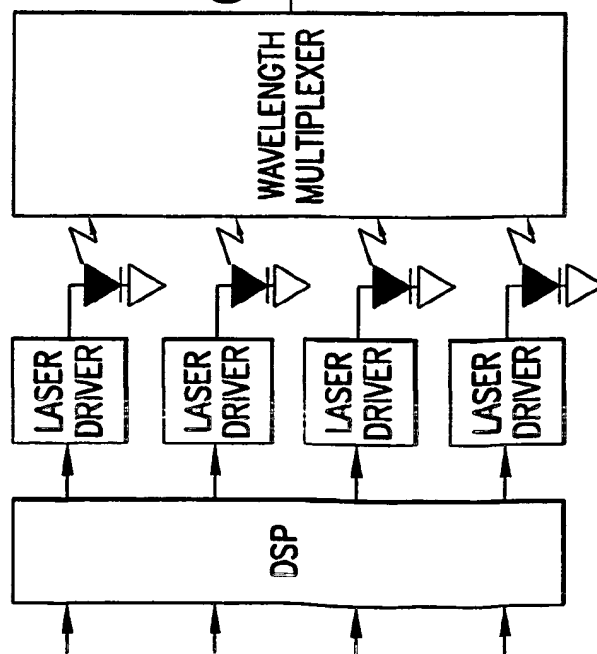 WAVELENGTH
MULTIPLEXER
LASER
DRIVER
LASER
DRIVER
LASER
DRIVER
LASER
DRIVER
DSP